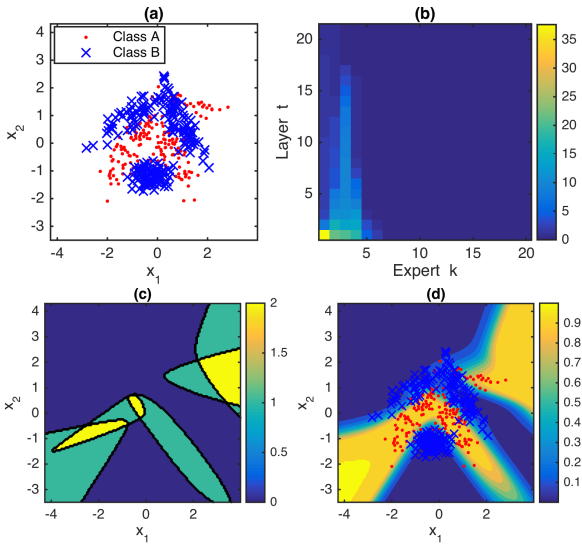 (a)
Class A
Class B
4
3
2
1
0
-1
-2
-3
x2
-4 -2 0 2 4
x1
(b)
20
15
10
5
Layer t
5 10 15 20
Expert k
35
30
25
20
15
10
5
0
(c)
4
3
2
1
0
-1
-2
-3
x2
-4 -2 0 2
x1
2
1.5
1
0.5
0
(d)
4
3
2
1
0
-1
-2
-3
x2
-4 -2 0 2
x1
0.9
0.8
0.7
0.6
0.5
0.4
0.3
0.2
0.1